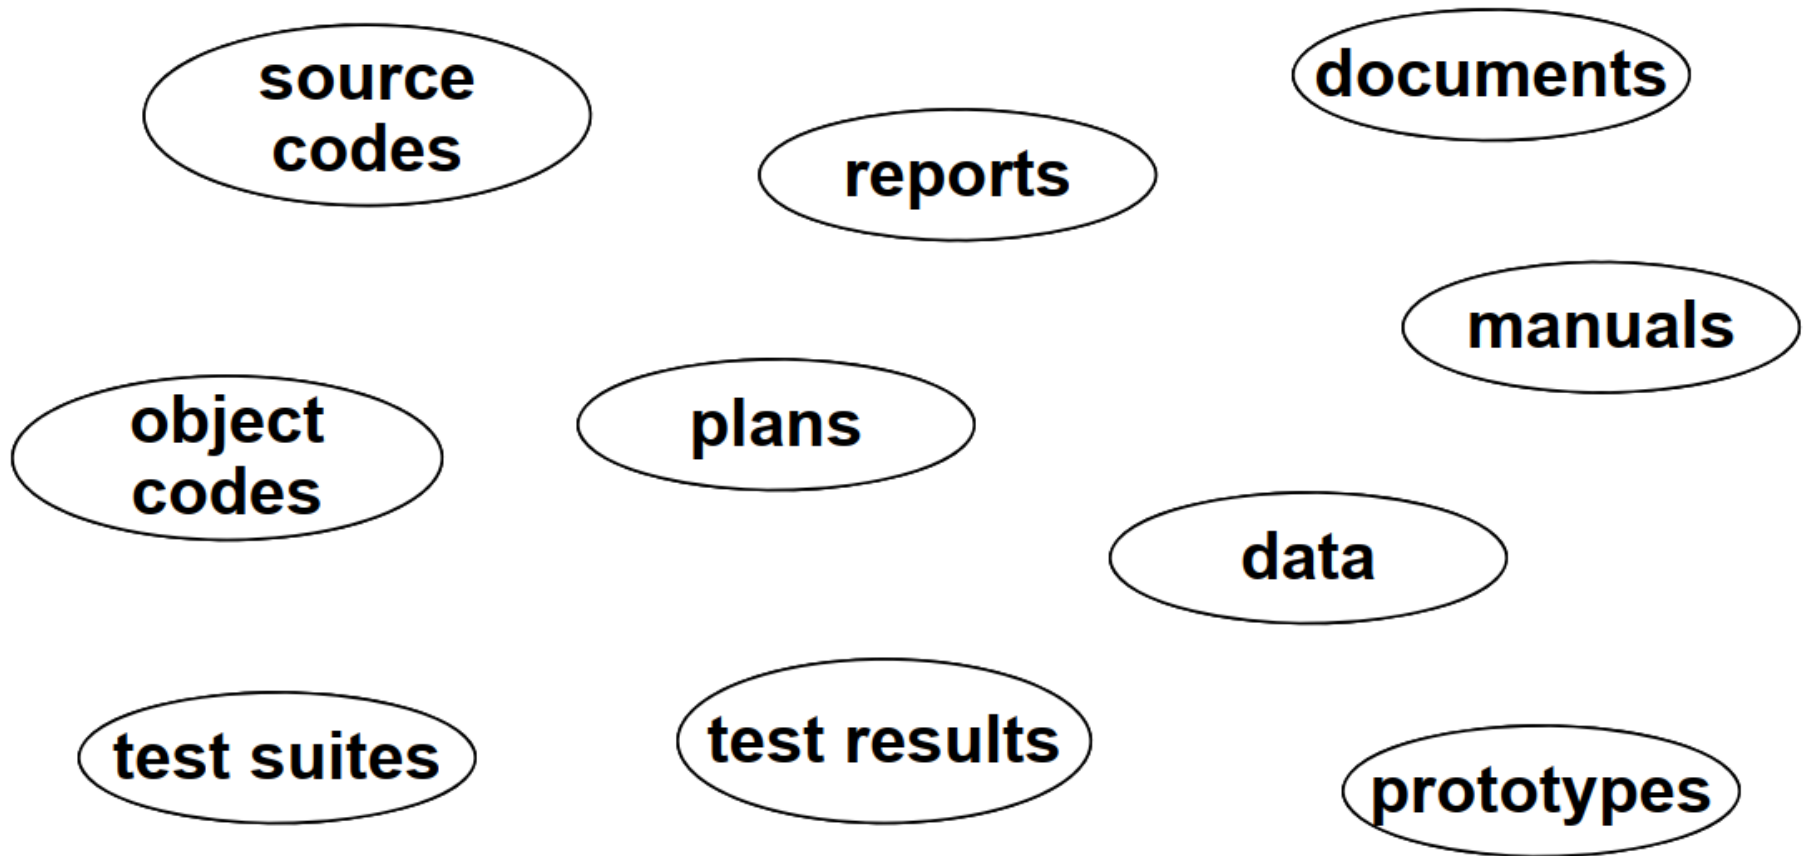 source
codes
reports
documents
manuals
object
codes
plans
data
test suites
test results
prototypes